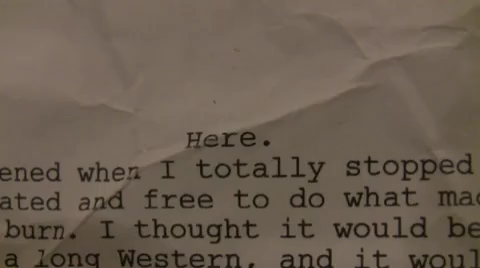 Here.
ened when I totally stopped
ated and free to do what mad
burn. I thought it would be
a long Western, and it woul